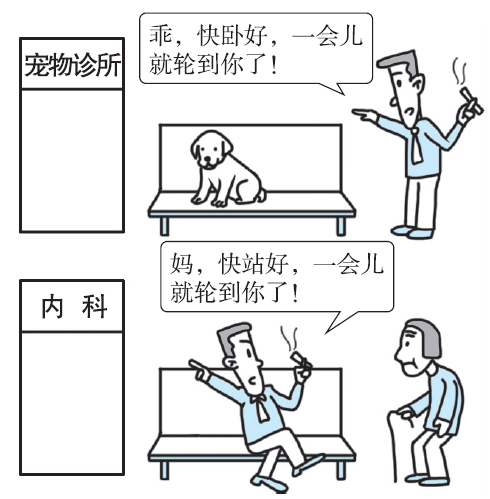 宠物诊所
乖，快卧好，一会儿
就轮到你了！
内科
妈，快站好，一会儿
就轮到你了！